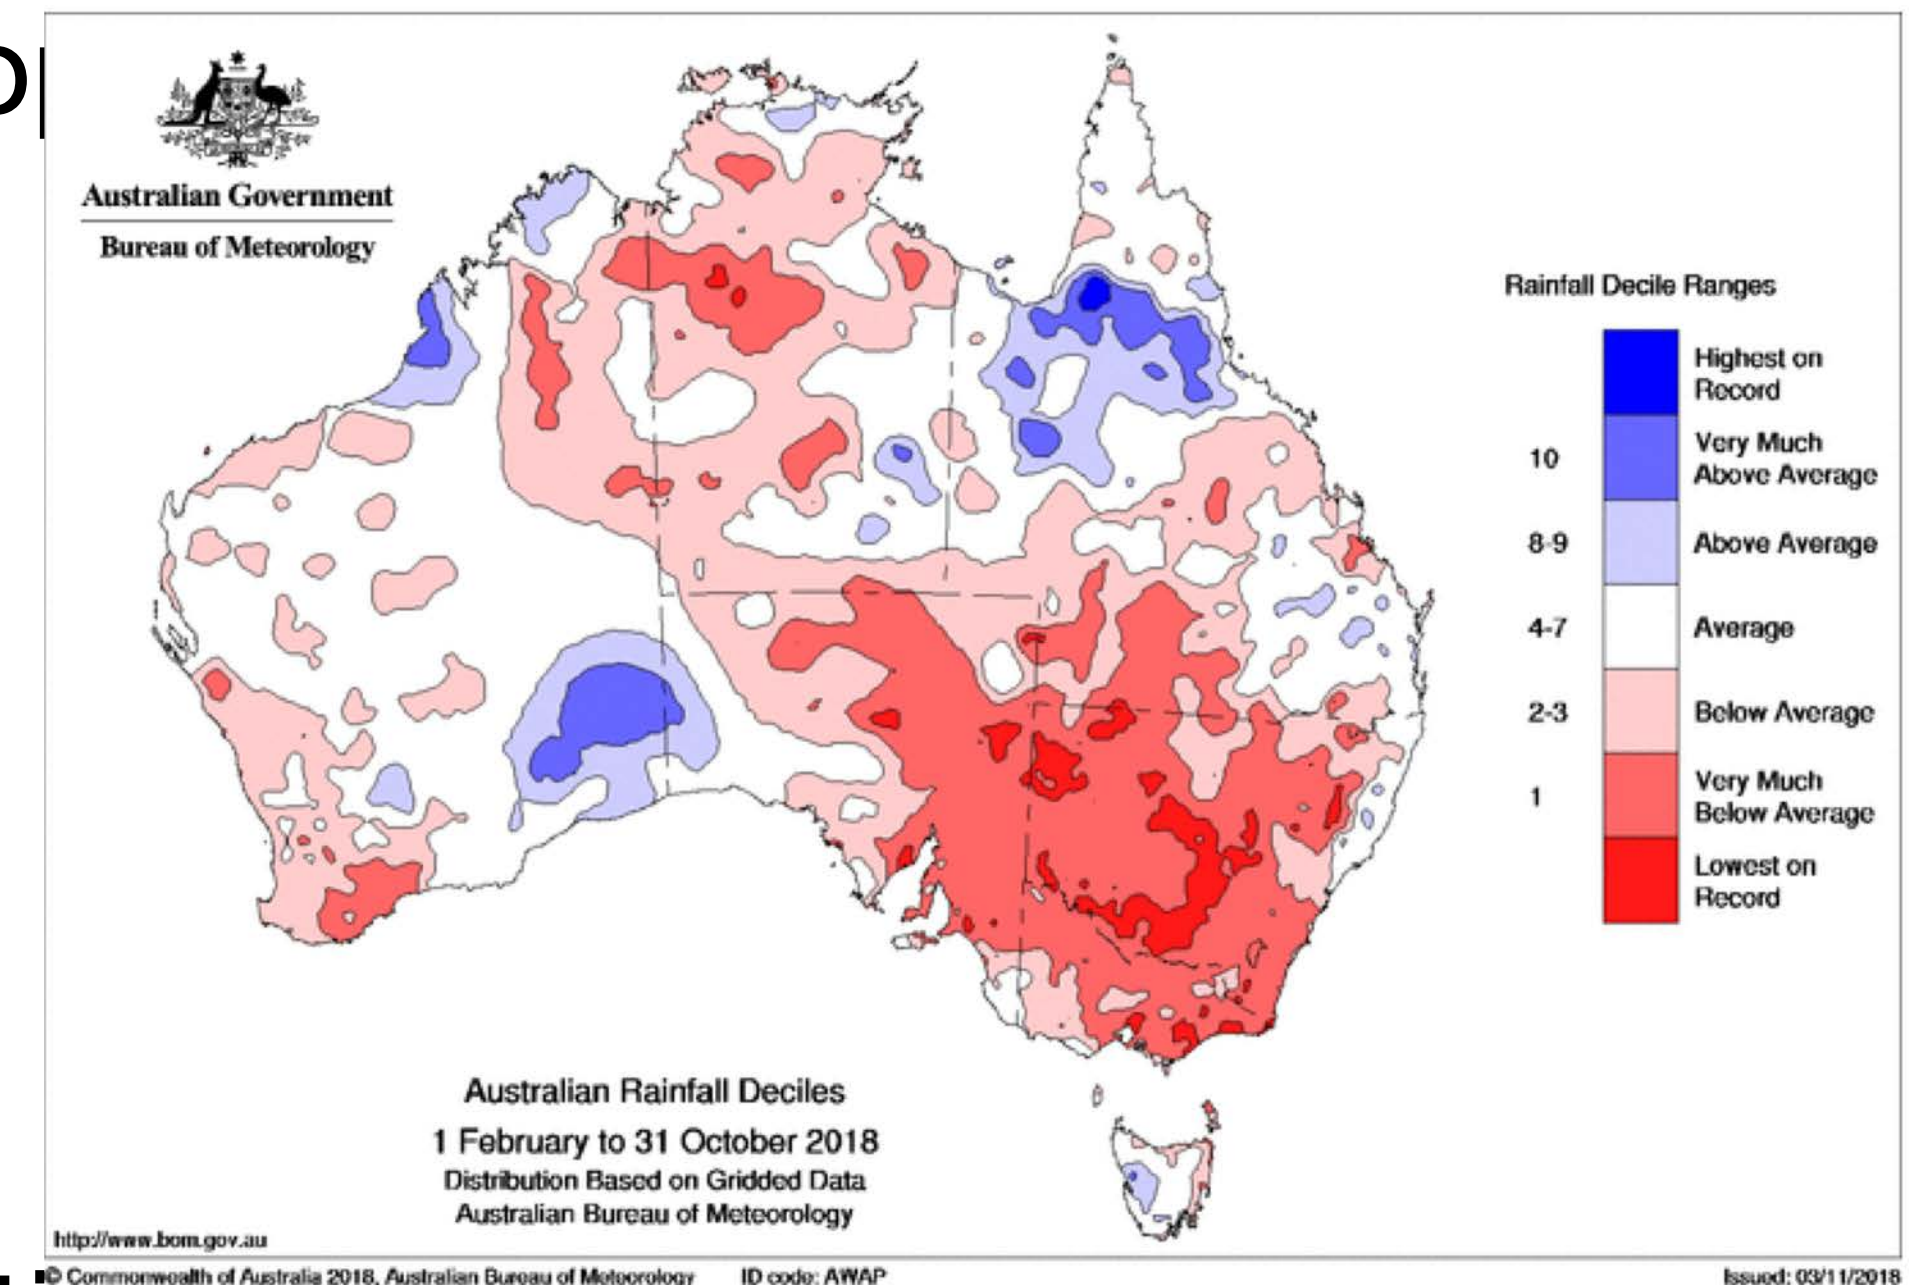 Australian Government
Bureau of Meteorology
Rainfall Decile Ranges
Highest on
Record
10
Very Much
Above Average
8-9
Above Average
4-7
Average
2-3
Below Average
1
Very Much
Below Average
Lowest on
Record
Australian Rainfall Deciles
1 February to 31 October 2018
Distribution Based on Gridded Data
Australian Bureau of Meteorology
http://www.bom.gov.au
© Commonwealth of Australia 2018, Australian Bureau of Meteorology ID code: AWAP Issued: 03/11/2018